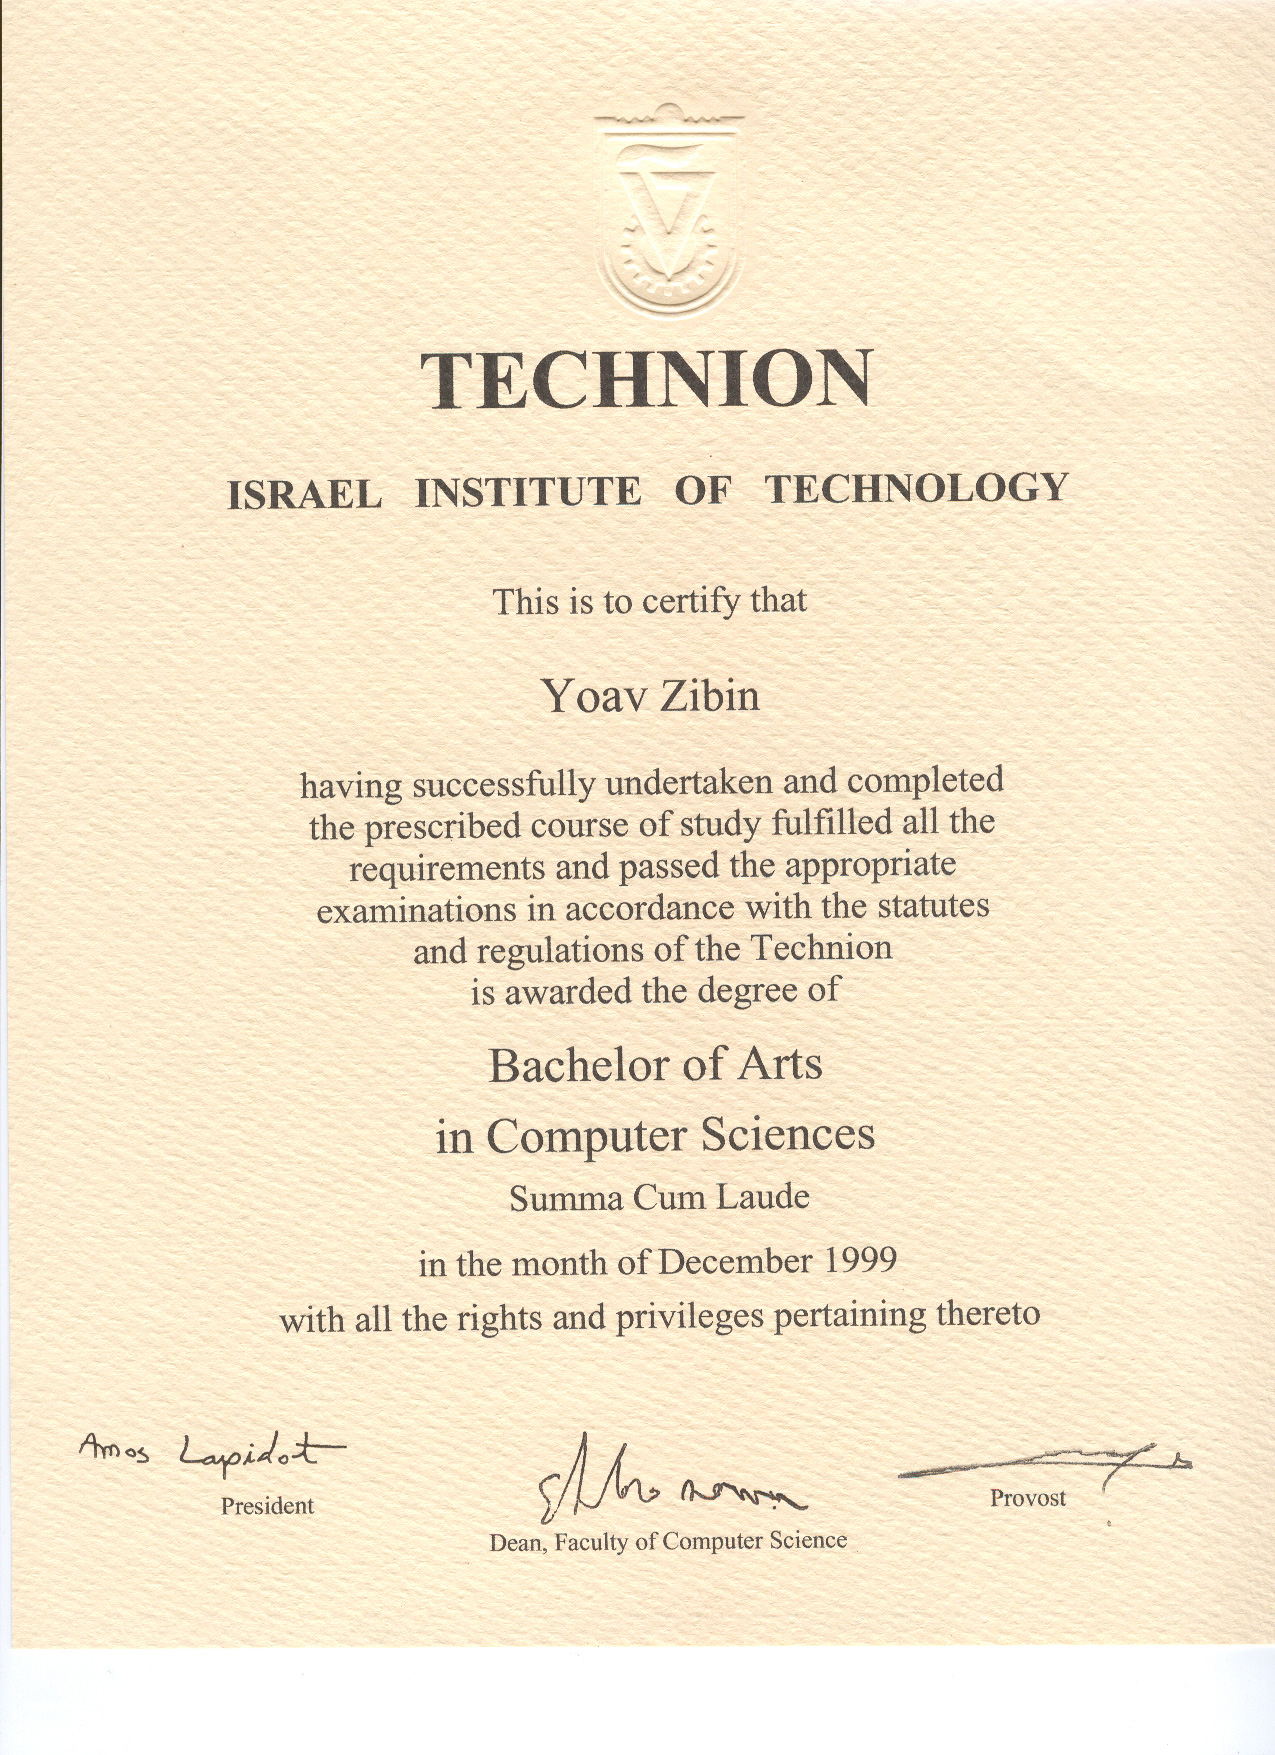 TECHNION
ISRAEL INSTITUTE OF TECHNOLOGY
This is to certify that
Yoav Zibin
having successfully undertaken and completed
the prescribed course of study fulfilled all the
requirements and passed the appropriate
examinations in accordance with the statutes
and regulations of the Technion
is awarded the degree of
Bachelor of Arts
in Computer Sciences
Summa Cum Laude
in the month of December 1999
with all the rights and privileges pertaining thereto
Amos Lapidot
President
Dean, Faculty of Computer Science
Provost